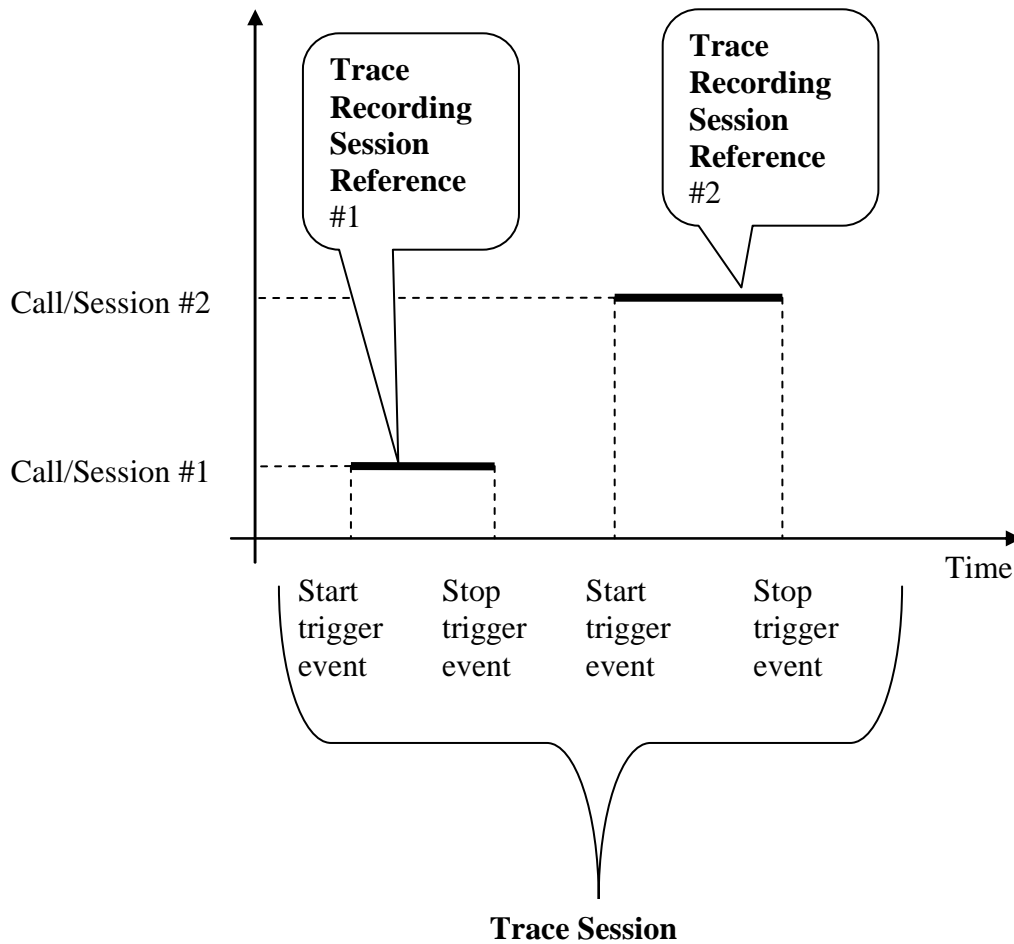 Trace
Recording
Session
Reference
#1
Trace
Recording
Session
Reference
#2
Call/Session #2
Call/Session #1
Time
Start
trigger
event
Stop
trigger
event
Start
trigger
event
Stop
trigger
event
Trace Session